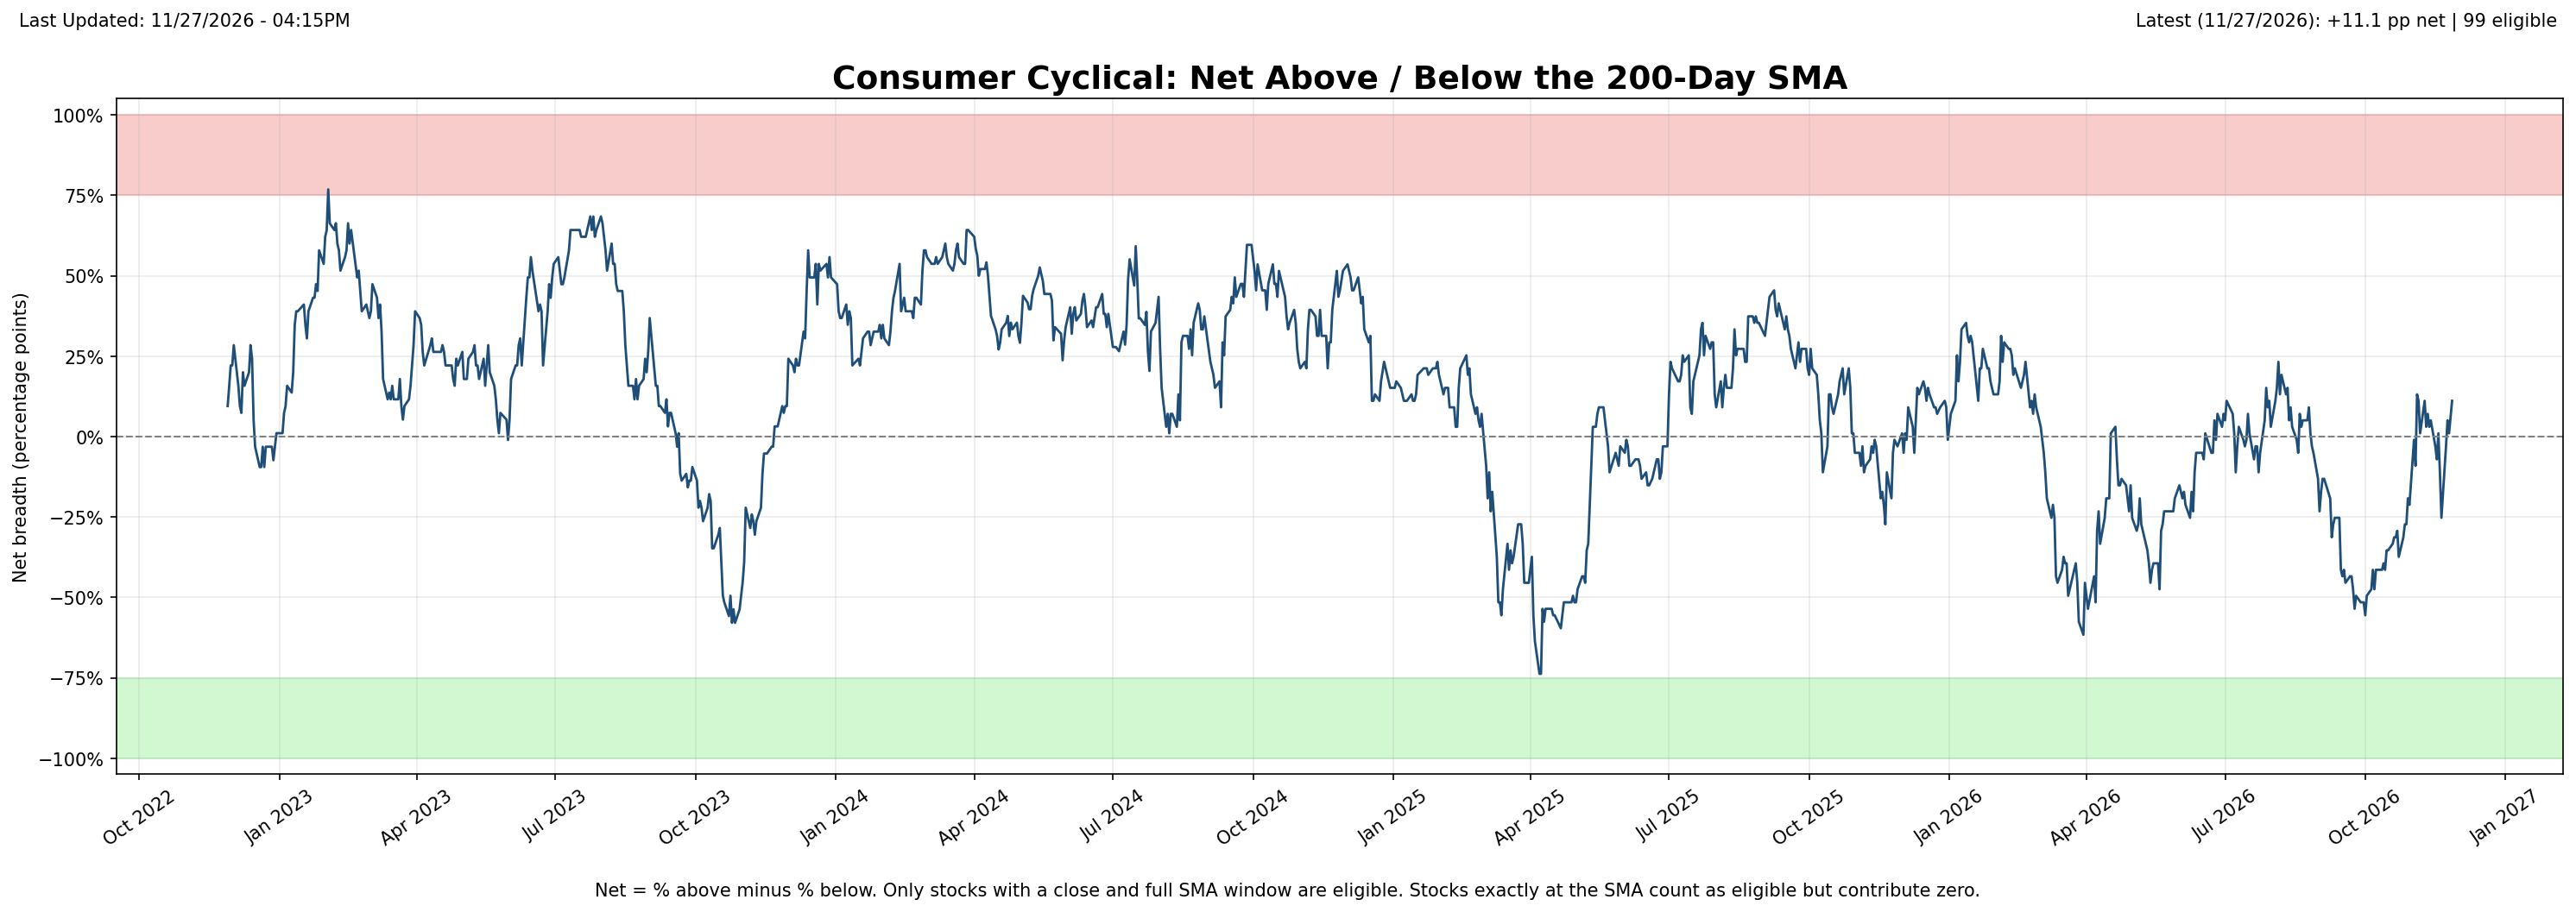 Last Updated: 11/27/2026 - 04:15PM
Latest (11/27/2026): +11.1 pp net | 99 eligible
Consumer Cyclical: Net Above / Below the 200-Day SMA
Net breadth (percentage points)
100%
75%
50%
25%
0%
−25%
−50%
−75%
−100%
Oct 2022
Jan 2023
Apr 2023
Jul 2023
Oct 2023
Jan 2024
Apr 2024
Jul 2024
Oct 2024
Jan 2025
Apr 2025
Jul 2025
Oct 2025
Jan 2026
Apr 2026
Jul 2026
Oct 2026
Jan 2027
Net = % above minus % below. Only stocks with a close and full SMA window are eligible. Stocks exactly at the SMA count as eligible but contribute zero.